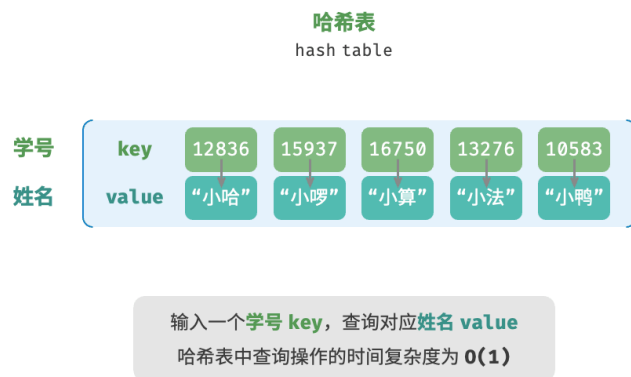 哈希表
hash table
学号 key 12836 15937 16750 13276 10583
姓名 value “小哈” “小啰” “小算” “小法” “小鸭”
输入一个学号 key，查询对应姓名 value
哈希表中查询操作的时间复杂度为 O(1)